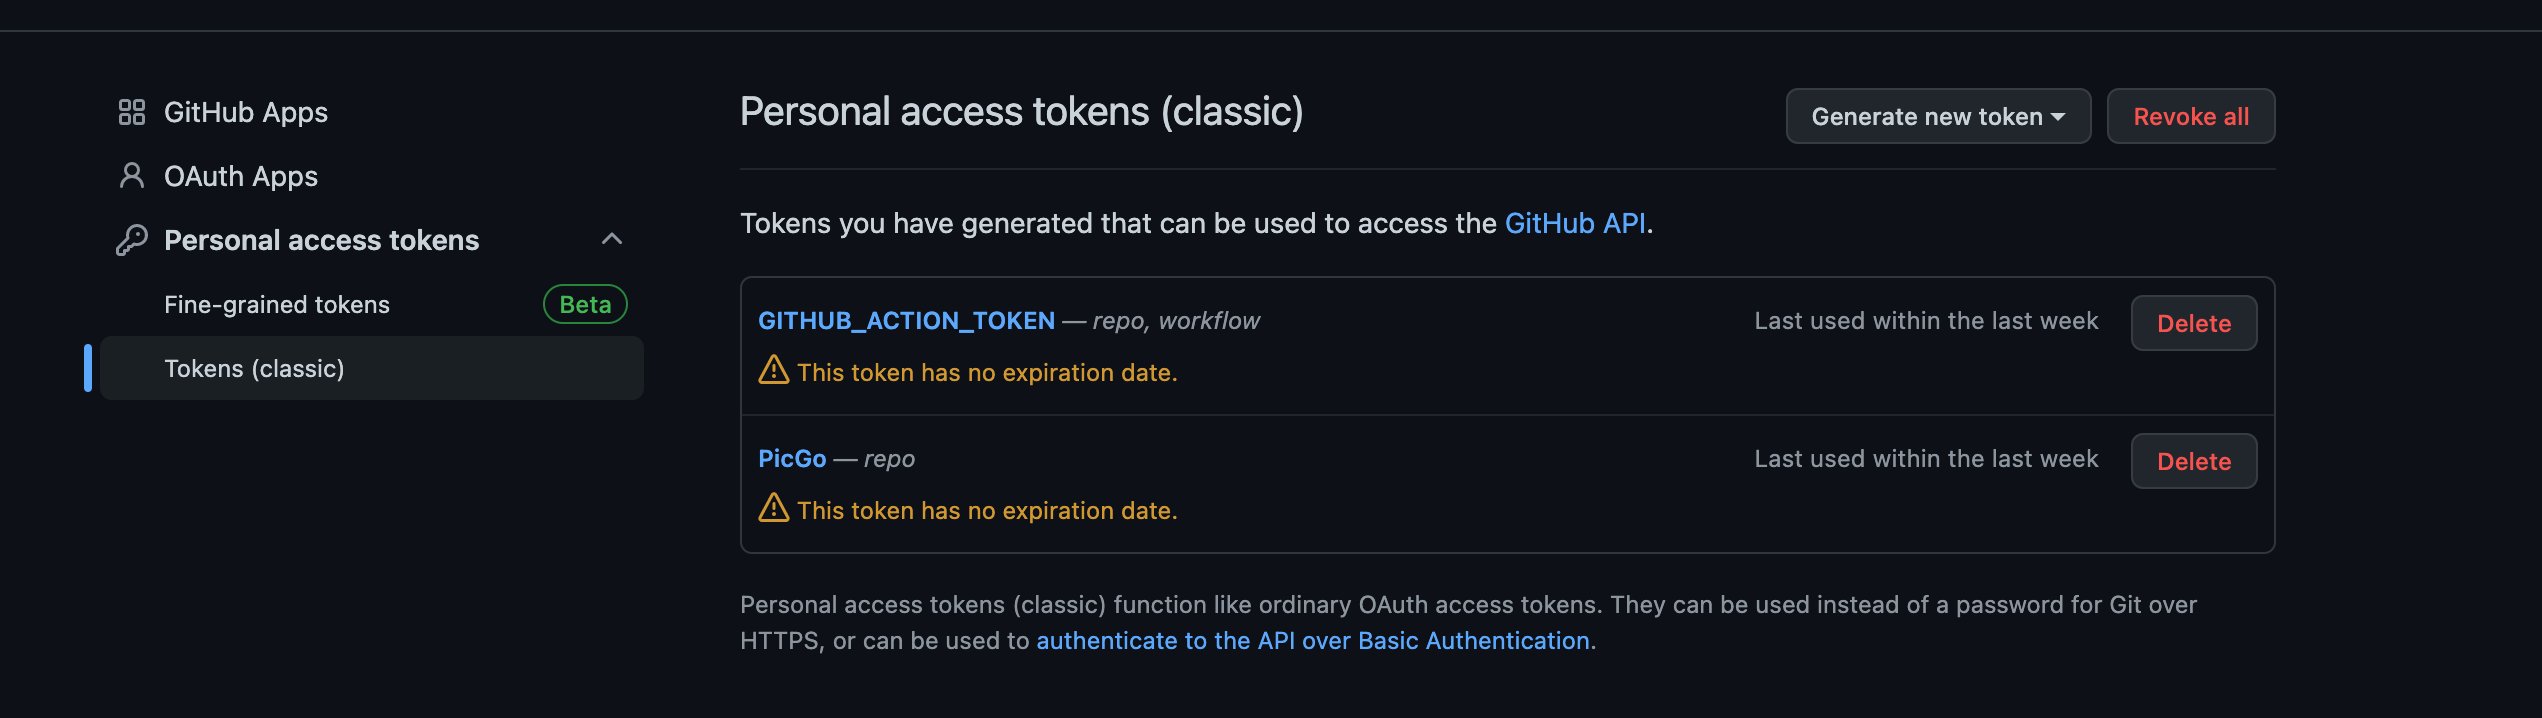 GitHub Apps
OAuth Apps
Personal access tokens
Fine-grained tokens Beta
Tokens (classic)
Personal access tokens (classic)
Generate new token
Revoke all
Tokens you have generated that can be used to access the GitHub API.
GITHUB_ACTION_TOKEN — repo, workflow
Last used within the last week
Delete
This token has no expiration date.
PicGo — repo
Last used within the last week
Delete
This token has no expiration date.
Personal access tokens (classic) function like ordinary OAuth access tokens. They can be used instead of a password for Git over
HTTPS, or can be used to authenticate to the API over Basic Authentication.